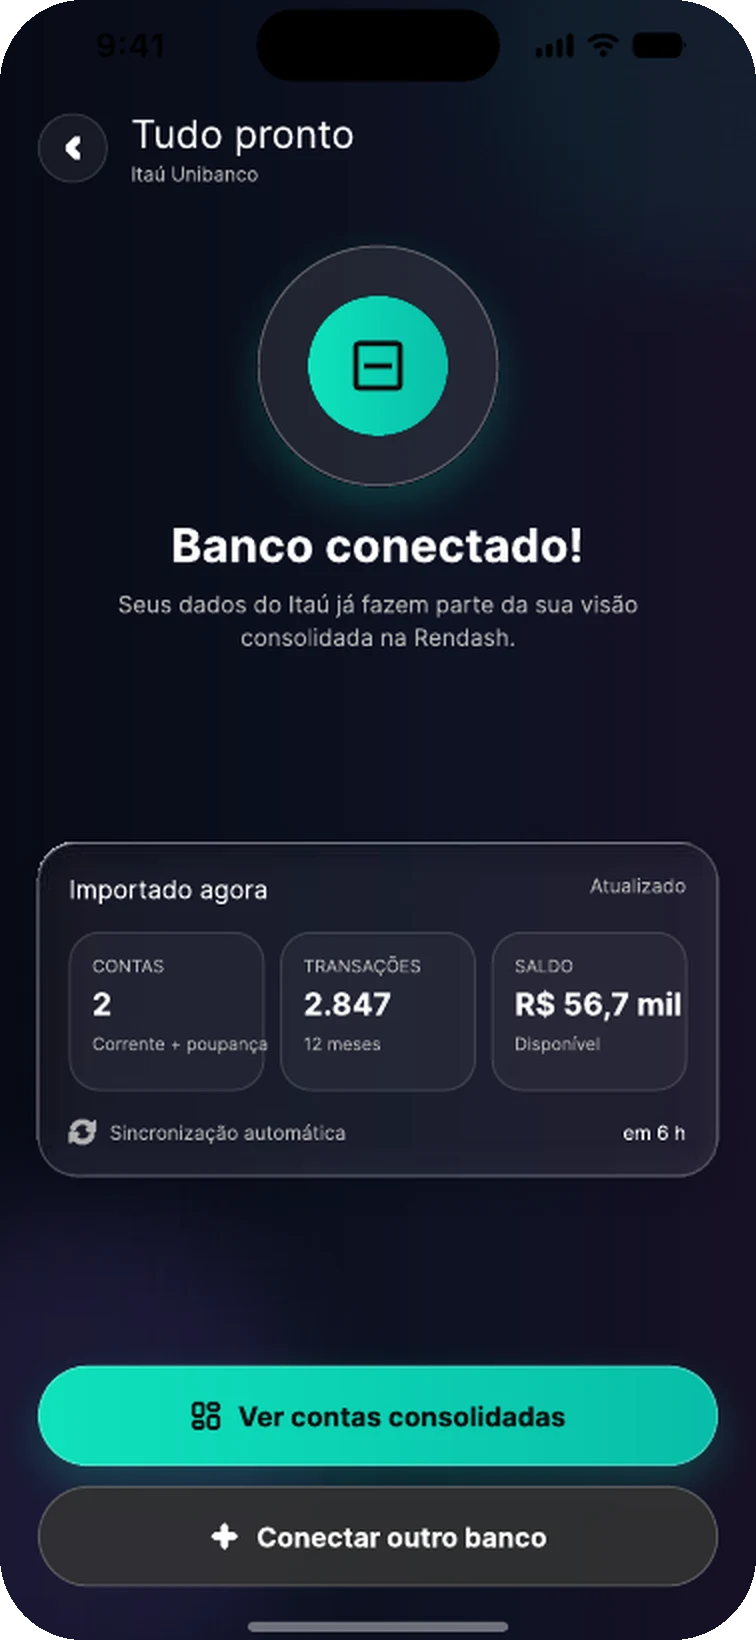 9:41
Tudo pronto
Itaú Unibanco
Banco conectado!
Seus dados do Itaú já fazem parte da sua visão
consolidada na Rendash.
Importado agora
Atualizado
CONTAS
2
Corrente + poupança
TRANSAÇÕES
2.847
12 meses
SALDO
R$ 56,7 mil
Disponível
Sincronização automática
em 6 h
Ver contas consolidadas
Conectar outro banco